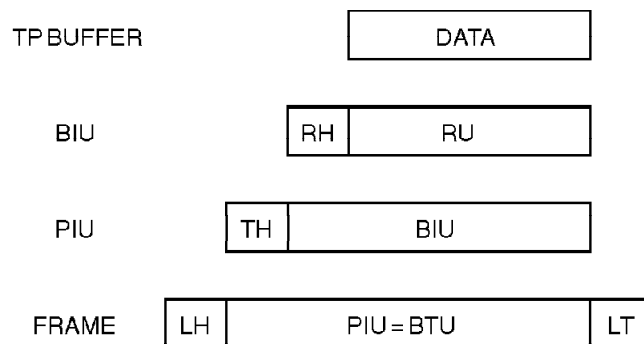 TP BUFFER DATA
BIU RH RU
PIU TH BIU
FRAME LH PIU = BTU LT